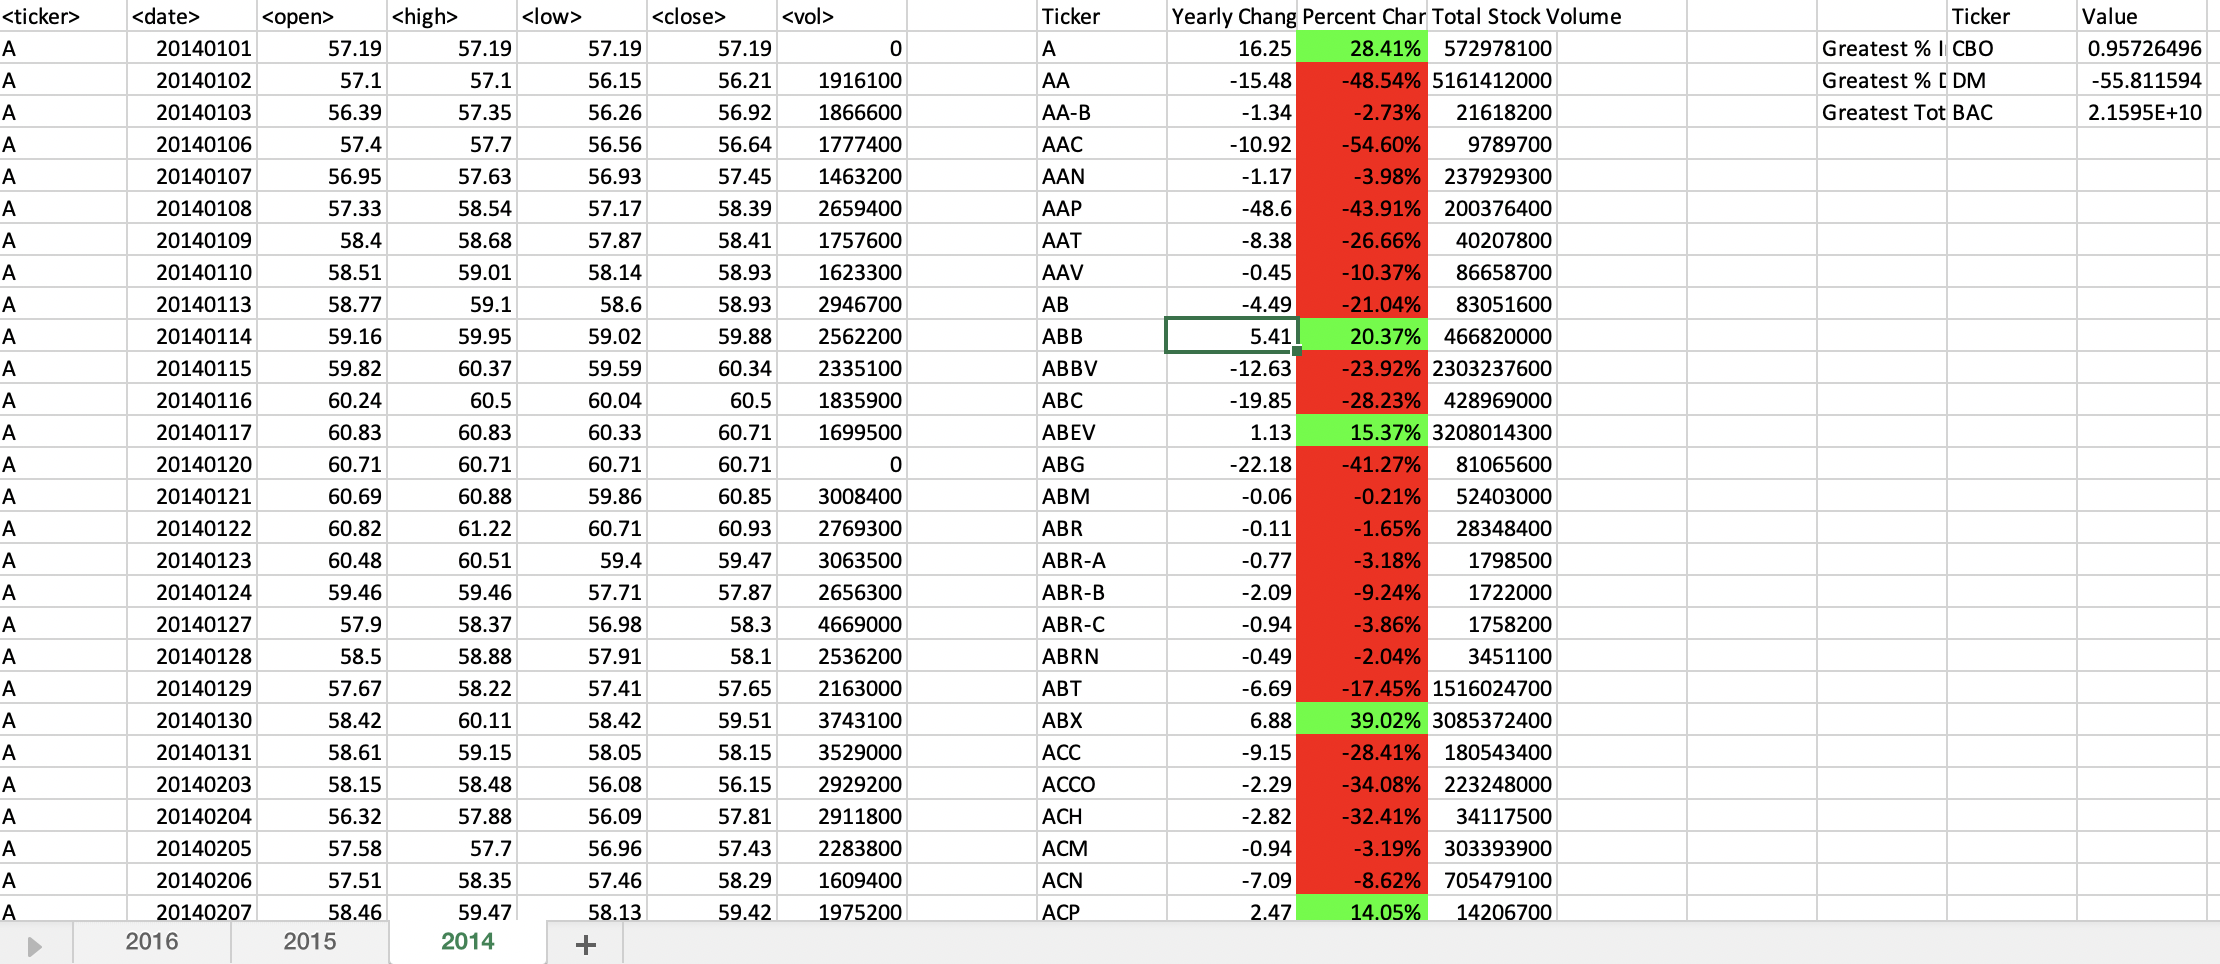 <ticker> <date> <open> <high> <low> <close> <vol> Ticker Yearly Chang Percent Char Total Stock Volume Ticker Value
A 20140101 57.19 57.19 57.19 57.19 0 A 16.25 28.41% 572978100 Greatest % I CBO 0.95726496
A 20140102 57.1 57.1 56.15 56.21 1916100 AA -15.48 -48.54% 5161412000 Greatest % D DM -55.811594
A 20140103 56.39 57.35 56.26 56.92 1866600 AA-B -1.34 -2.73% 21618200 Greatest Tot BAC 2.1595E+10
A 20140106 57.4 57.7 56.56 56.64 1777400 AAC -10.92 -54.60% 9789700
A 20140107 56.95 57.63 56.93 57.45 1463200 AAN -1.17 -3.98% 237929300
A 20140108 57.33 58.54 57.17 58.39 2659400 AAP -48.6 -43.91% 200376400
A 20140109 58.4 58.68 57.87 58.41 1757600 AAT -8.38 -26.66% 40207800
A 20140110 58.51 59.01 58.14 58.93 1623300 AAV -0.45 -10.37% 86658700
A 20140113 58.77 59.1 58.6 58.93 2946700 AB -4.49 -21.04% 83051600
A 20140114 59.16 59.95 59.02 59.88 2562200 ABB 5.41 20.37% 466820000
A 20140115 59.82 60.37 59.59 60.34 2335100 ABBV -12.63 -23.92% 2303237600
A 20140116 60.24 60.5 60.04 60.5 1835900 ABC -19.85 -28.23% 428969000
A 20140117 60.83 60.83 60.33 60.71 1699500 ABEV 1.13 15.37% 3208014300
A 20140120 60.71 60.71 60.71 60.71 0 ABG -22.18 -41.27% 81065600
A 20140121 60.69 60.88 59.86 60.85 3008400 ABM -0.06 -0.21% 52403000
A 20140122 60.82 61.22 60.71 60.93 2769300 ABR -0.11 -1.65% 28348400
A 20140123 60.48 60.51 59.4 59.47 3063500 ABR-A -0.77 -3.18% 1798500
A 20140124 59.46 59.46 57.71 57.87 2656300 ABR-B -2.09 -9.24% 1722000
A 20140127 57.9 58.37 56.98 58.3 4669000 ABR-C -0.94 -3.86% 1758200
A 20140128 58.5 58.88 57.91 58.1 2536200 ABRN -0.49 -2.04% 3451100
A 20140129 57.67 58.22 57.41 57.65 2163000 ABT -6.69 -17.45% 1516024700
A 20140130 58.42 60.11 58.42 59.51 3743100 ABX 6.88 39.02% 3085372400
A 20140131 58.61 59.15 58.05 58.15 3529000 ACC -9.15 -28.41% 180543400
A 20140203 58.15 58.48 56.08 56.15 2929200 ACCO -2.29 -34.08% 223248000
A 20140204 56.32 57.88 56.09 57.81 2911800 ACH -2.82 -32.41% 34117500
A 20140205 57.58 57.7 56.96 57.43 2283800 ACM -0.94 -3.19% 303393900
A 20140206 57.51 58.35 57.46 58.29 1609400 ACN -7.09 -8.62% 705479100
A 20140207 58.46 59.47 58.13 59.42 1975200 ACP 2.47 14.05% 14206700
2016 2015 2014 +